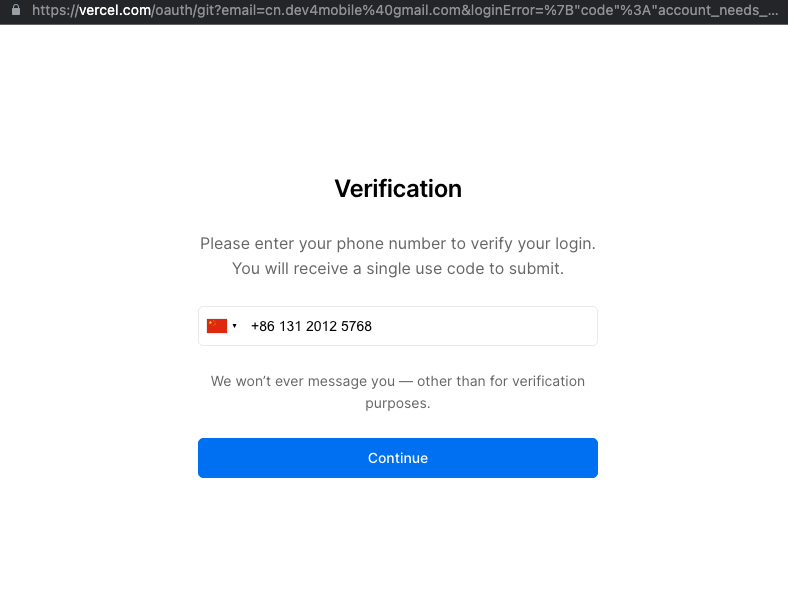 https://vercel.com/oauth/git?email=cn.dev4mobile%40gmail.com&loginError=%7B"code"%3A"account_needs_...
Verification
Please enter your phone number to verify your login.
You will receive a single use code to submit.
+86 131 2012 5768
We won’t ever message you — other than for verification
purposes.
Continue